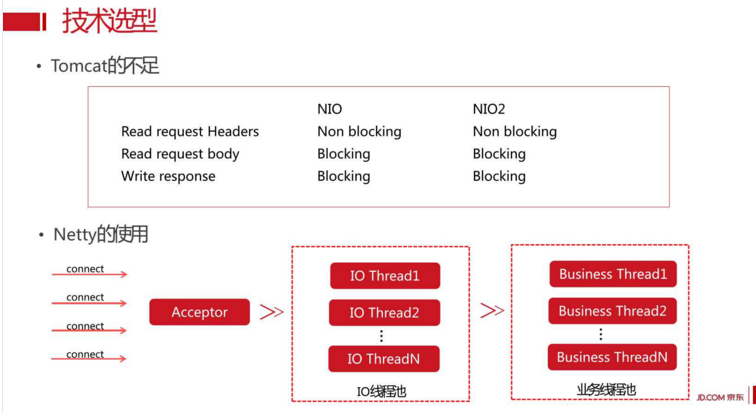 技术选型
• Tomcat的不足
NIO NIO2
Read request Headers Non blocking Non blocking
Read request body Blocking Blocking
Write response Blocking Blocking
• Netty的使用
connect
connect
connect
connect
Acceptor
IO Thread1
IO Thread2
IO ThreadN
IO线程池
Business Thread1
Business Thread2
Business ThreadN
业务线程池
JD.COM 京东